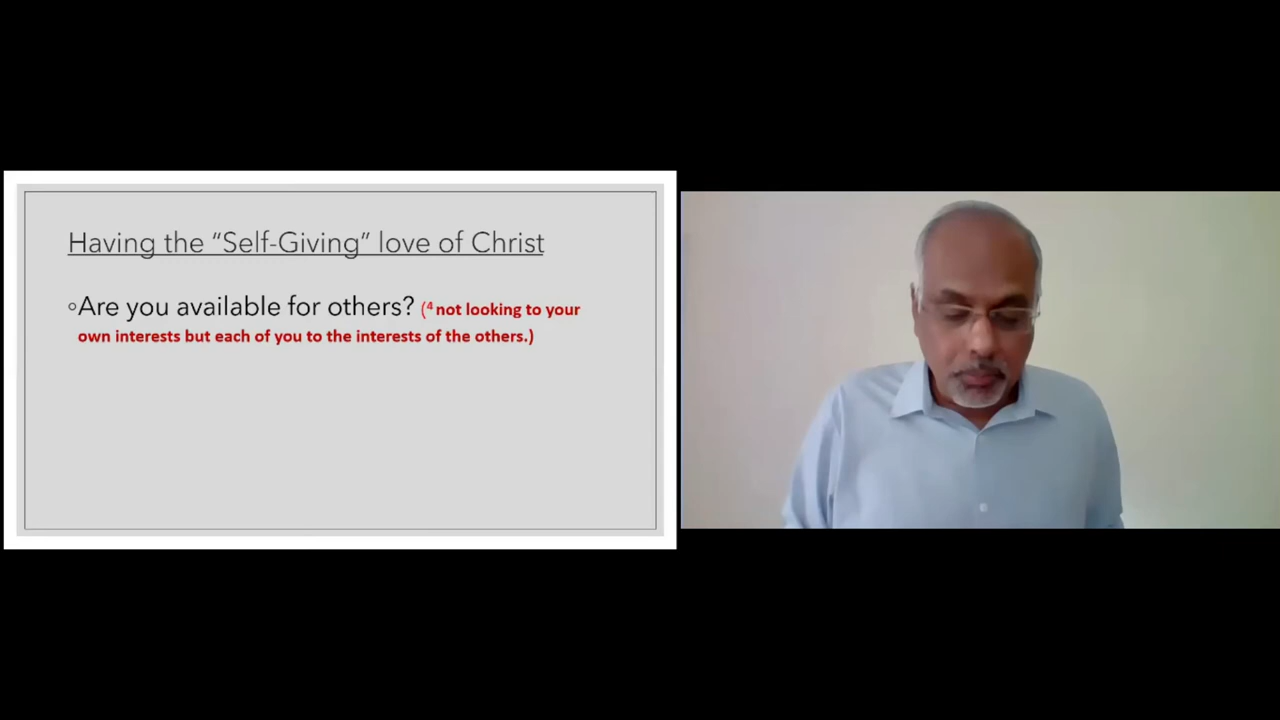 Having the “Self-Giving” love of Christ
◦Are you available for others? (⁴ not looking to your
own interests but each of you to the interests of the others.)